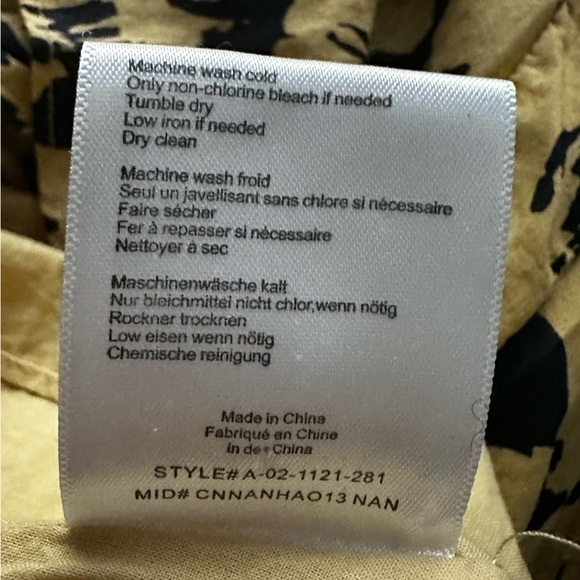 Machine wash cold
Only non-chlorine bleach if needed
Tumble dry
Low iron if needed
Dry clean
Machine wash froid
Seul un javellisant sans chlore si nécessaire
Faire sécher
Fer à repasser si nécessaire
Nettoyer à sec
Maschinenwäsche kalt
Nur bleichmittel nicht chlor,wenn nötig
Rockner trocknen
Low eisen wenn nötig
Chemische reinigung
Made in China
Fabriqué en Chine
in der China
STYLE# A-02-1121-281
MID# CNNANHAO13 NAN